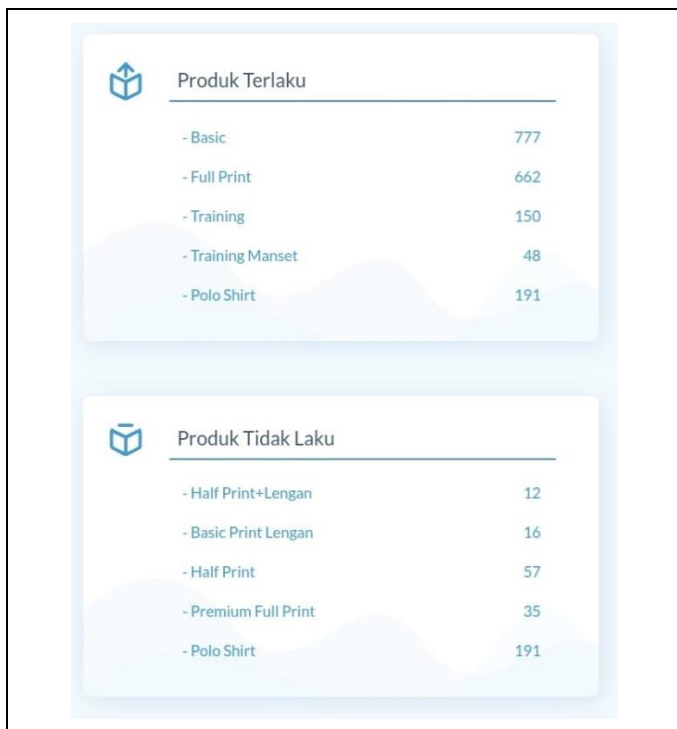 Produk Terlaku
- Basic 777
- Full Print 662
- Training 150
- Training Manset 48
- Polo Shirt 191
Produk Tidak Laku
- Half Print+Lengan 12
- Basic Print Lengan 16
- Half Print 57
- Premium Full Print 35
- Polo Shirt 191